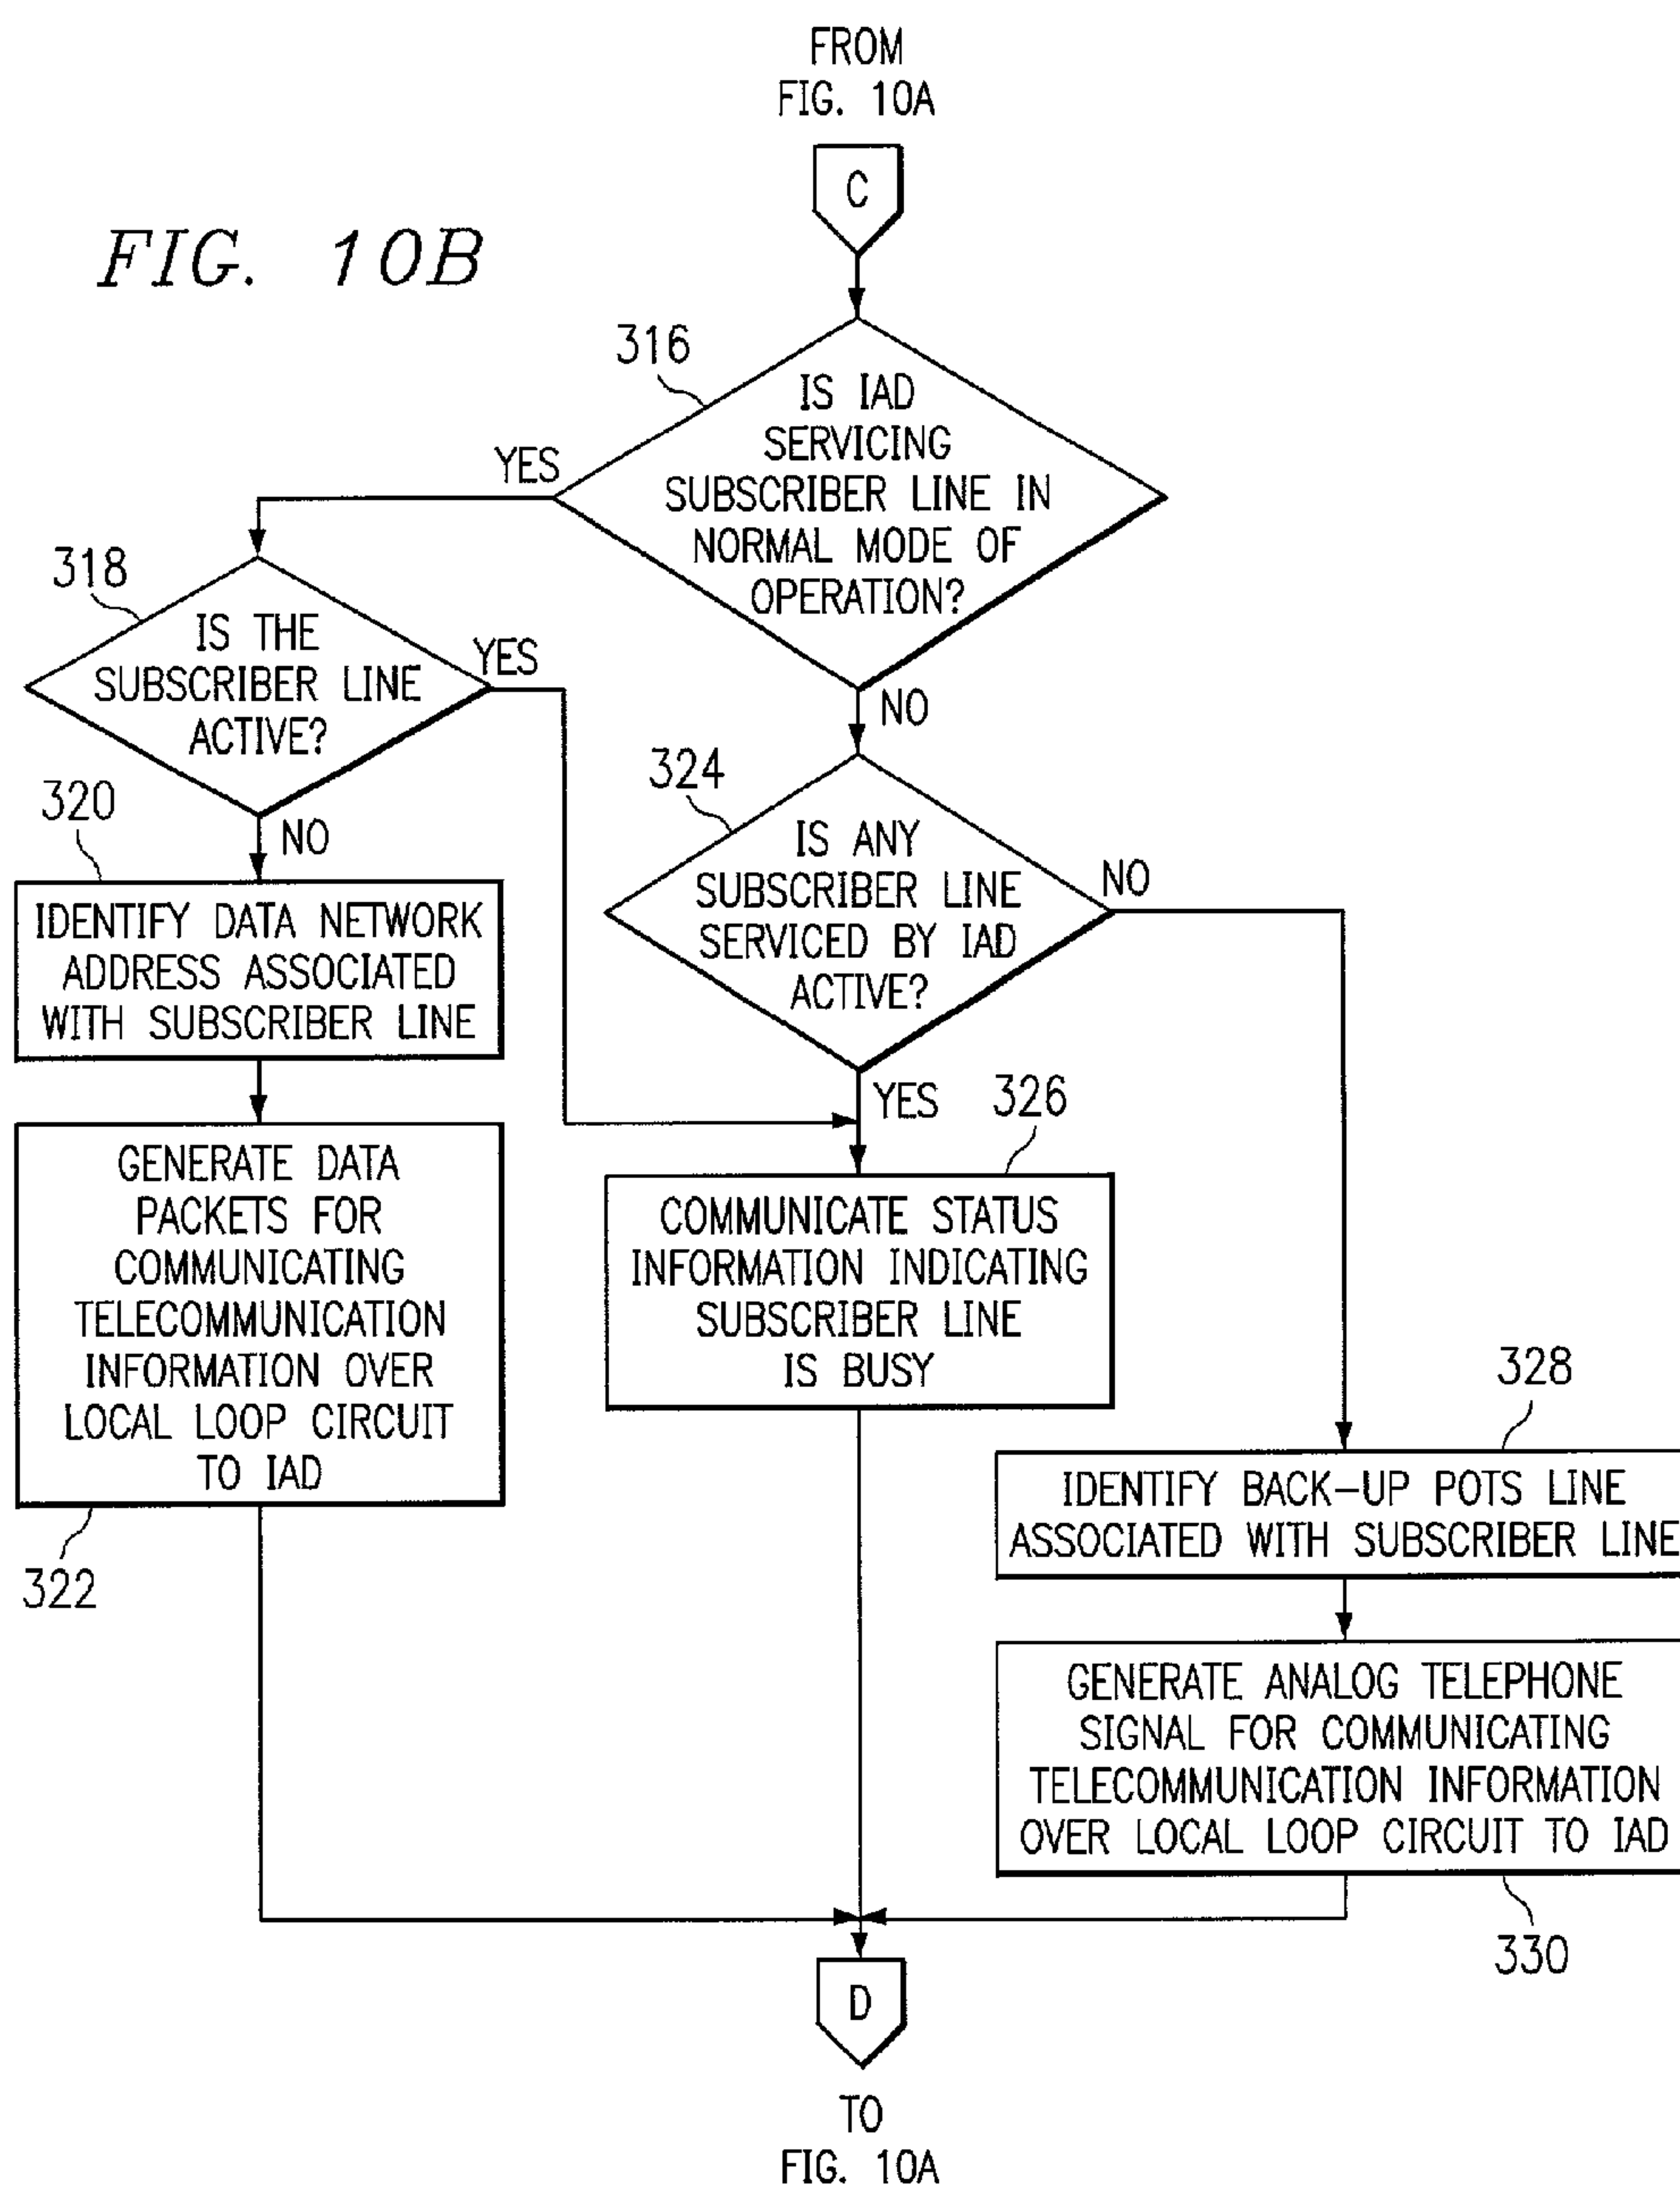 FROM
FIG. 10A
C
FIG. 10B
316
IS IAD
SERVICING
SUBSCRIBER LINE IN
NORMAL MODE OF
OPERATION?
YES
NO
318
IS THE
SUBSCRIBER LINE
ACTIVE?
YES
NO
324
IS ANY
SUBSCRIBER LINE
SERVICED BY IAD
ACTIVE?
NO
YES
320
IDENTIFY DATA NETWORK
ADDRESS ASSOCIATED
WITH SUBSCRIBER LINE
GENERATE DATA
PACKETS FOR
COMMUNICATING
TELECOMMUNICATION
INFORMATION OVER
LOCAL LOOP CIRCUIT
TO IAD
322
326
COMMUNICATE STATUS
INFORMATION INDICATING
SUBSCRIBER LINE
IS BUSY
328
IDENTIFY BACK-UP POTS LINE
ASSOCIATED WITH SUBSCRIBER LINE
GENERATE ANALOG TELEPHONE
SIGNAL FOR COMMUNICATING
TELECOMMUNICATION INFORMATION
OVER LOCAL LOOP CIRCUIT TO IAD
330
D
TO
FIG. 10A